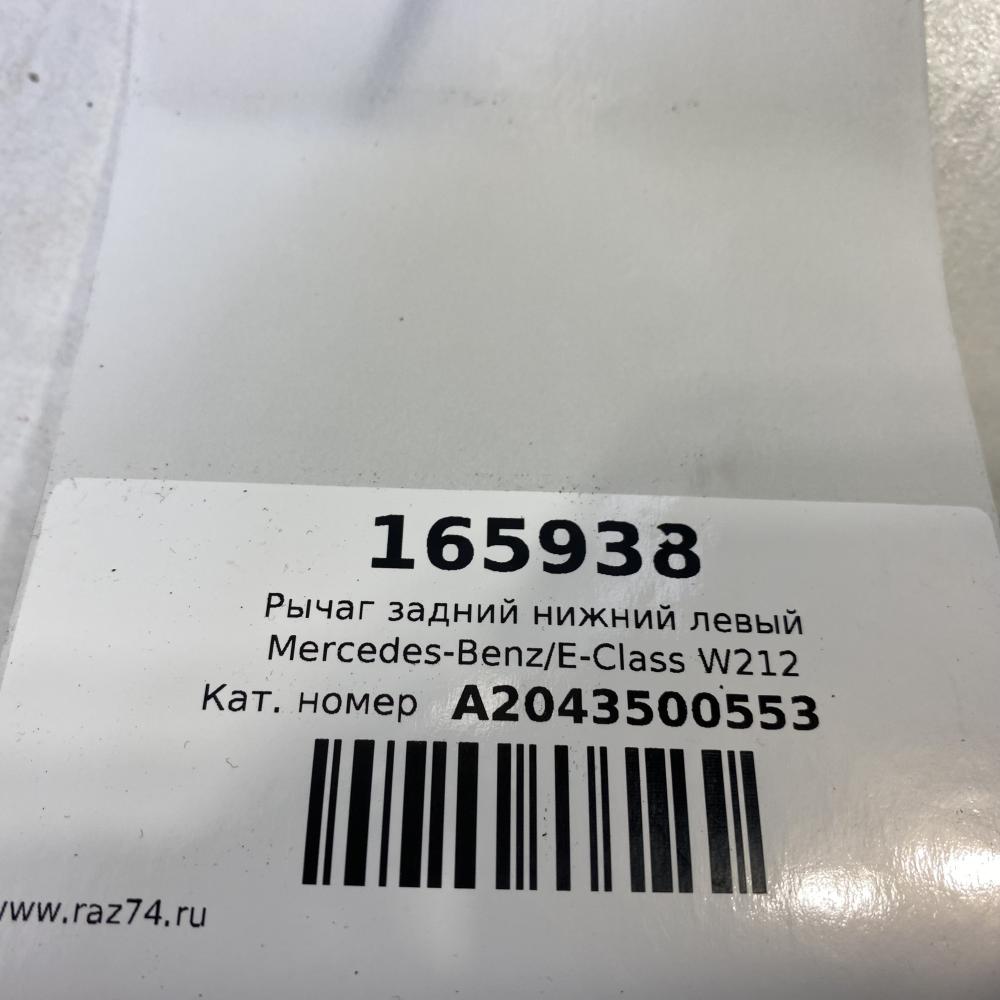 165938
Рычаг задний нижний левый
Mercedes-Benz/E-Class W212
Кат. номер A2043500553
www.raz74.ru